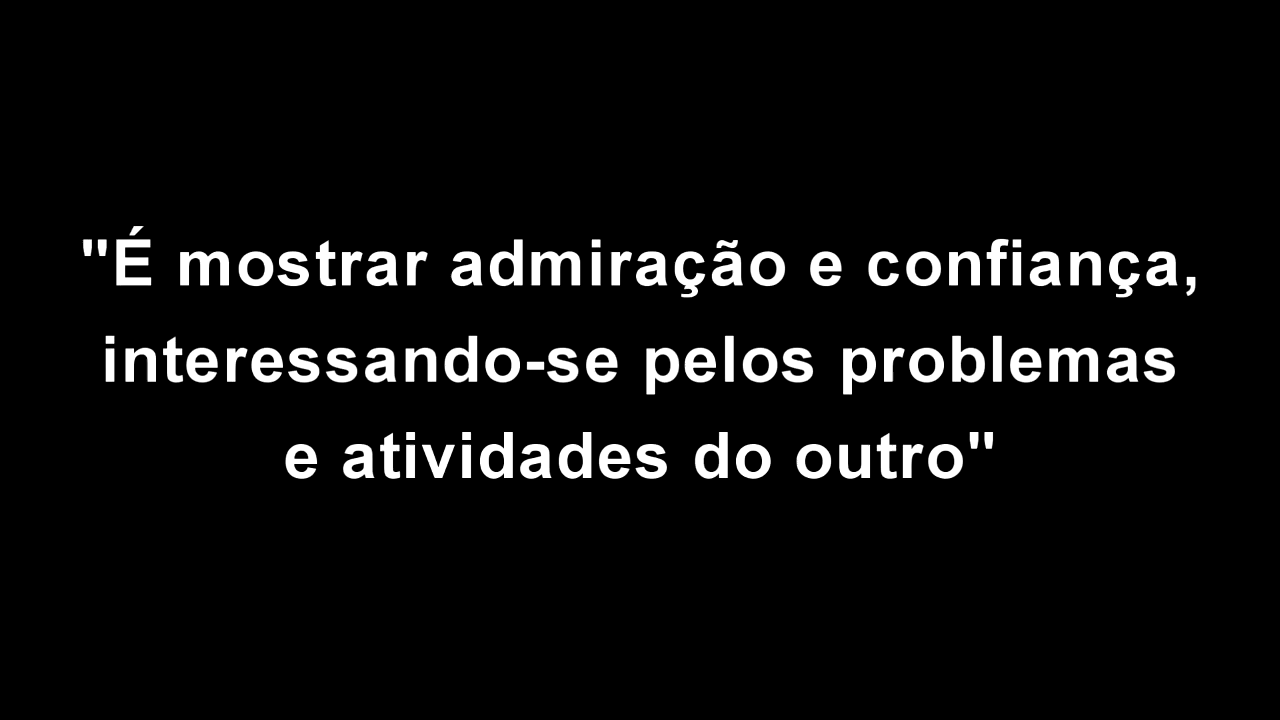 "É mostrar admiração e confiança,
interessando-se pelos problemas
e atividades do outro"